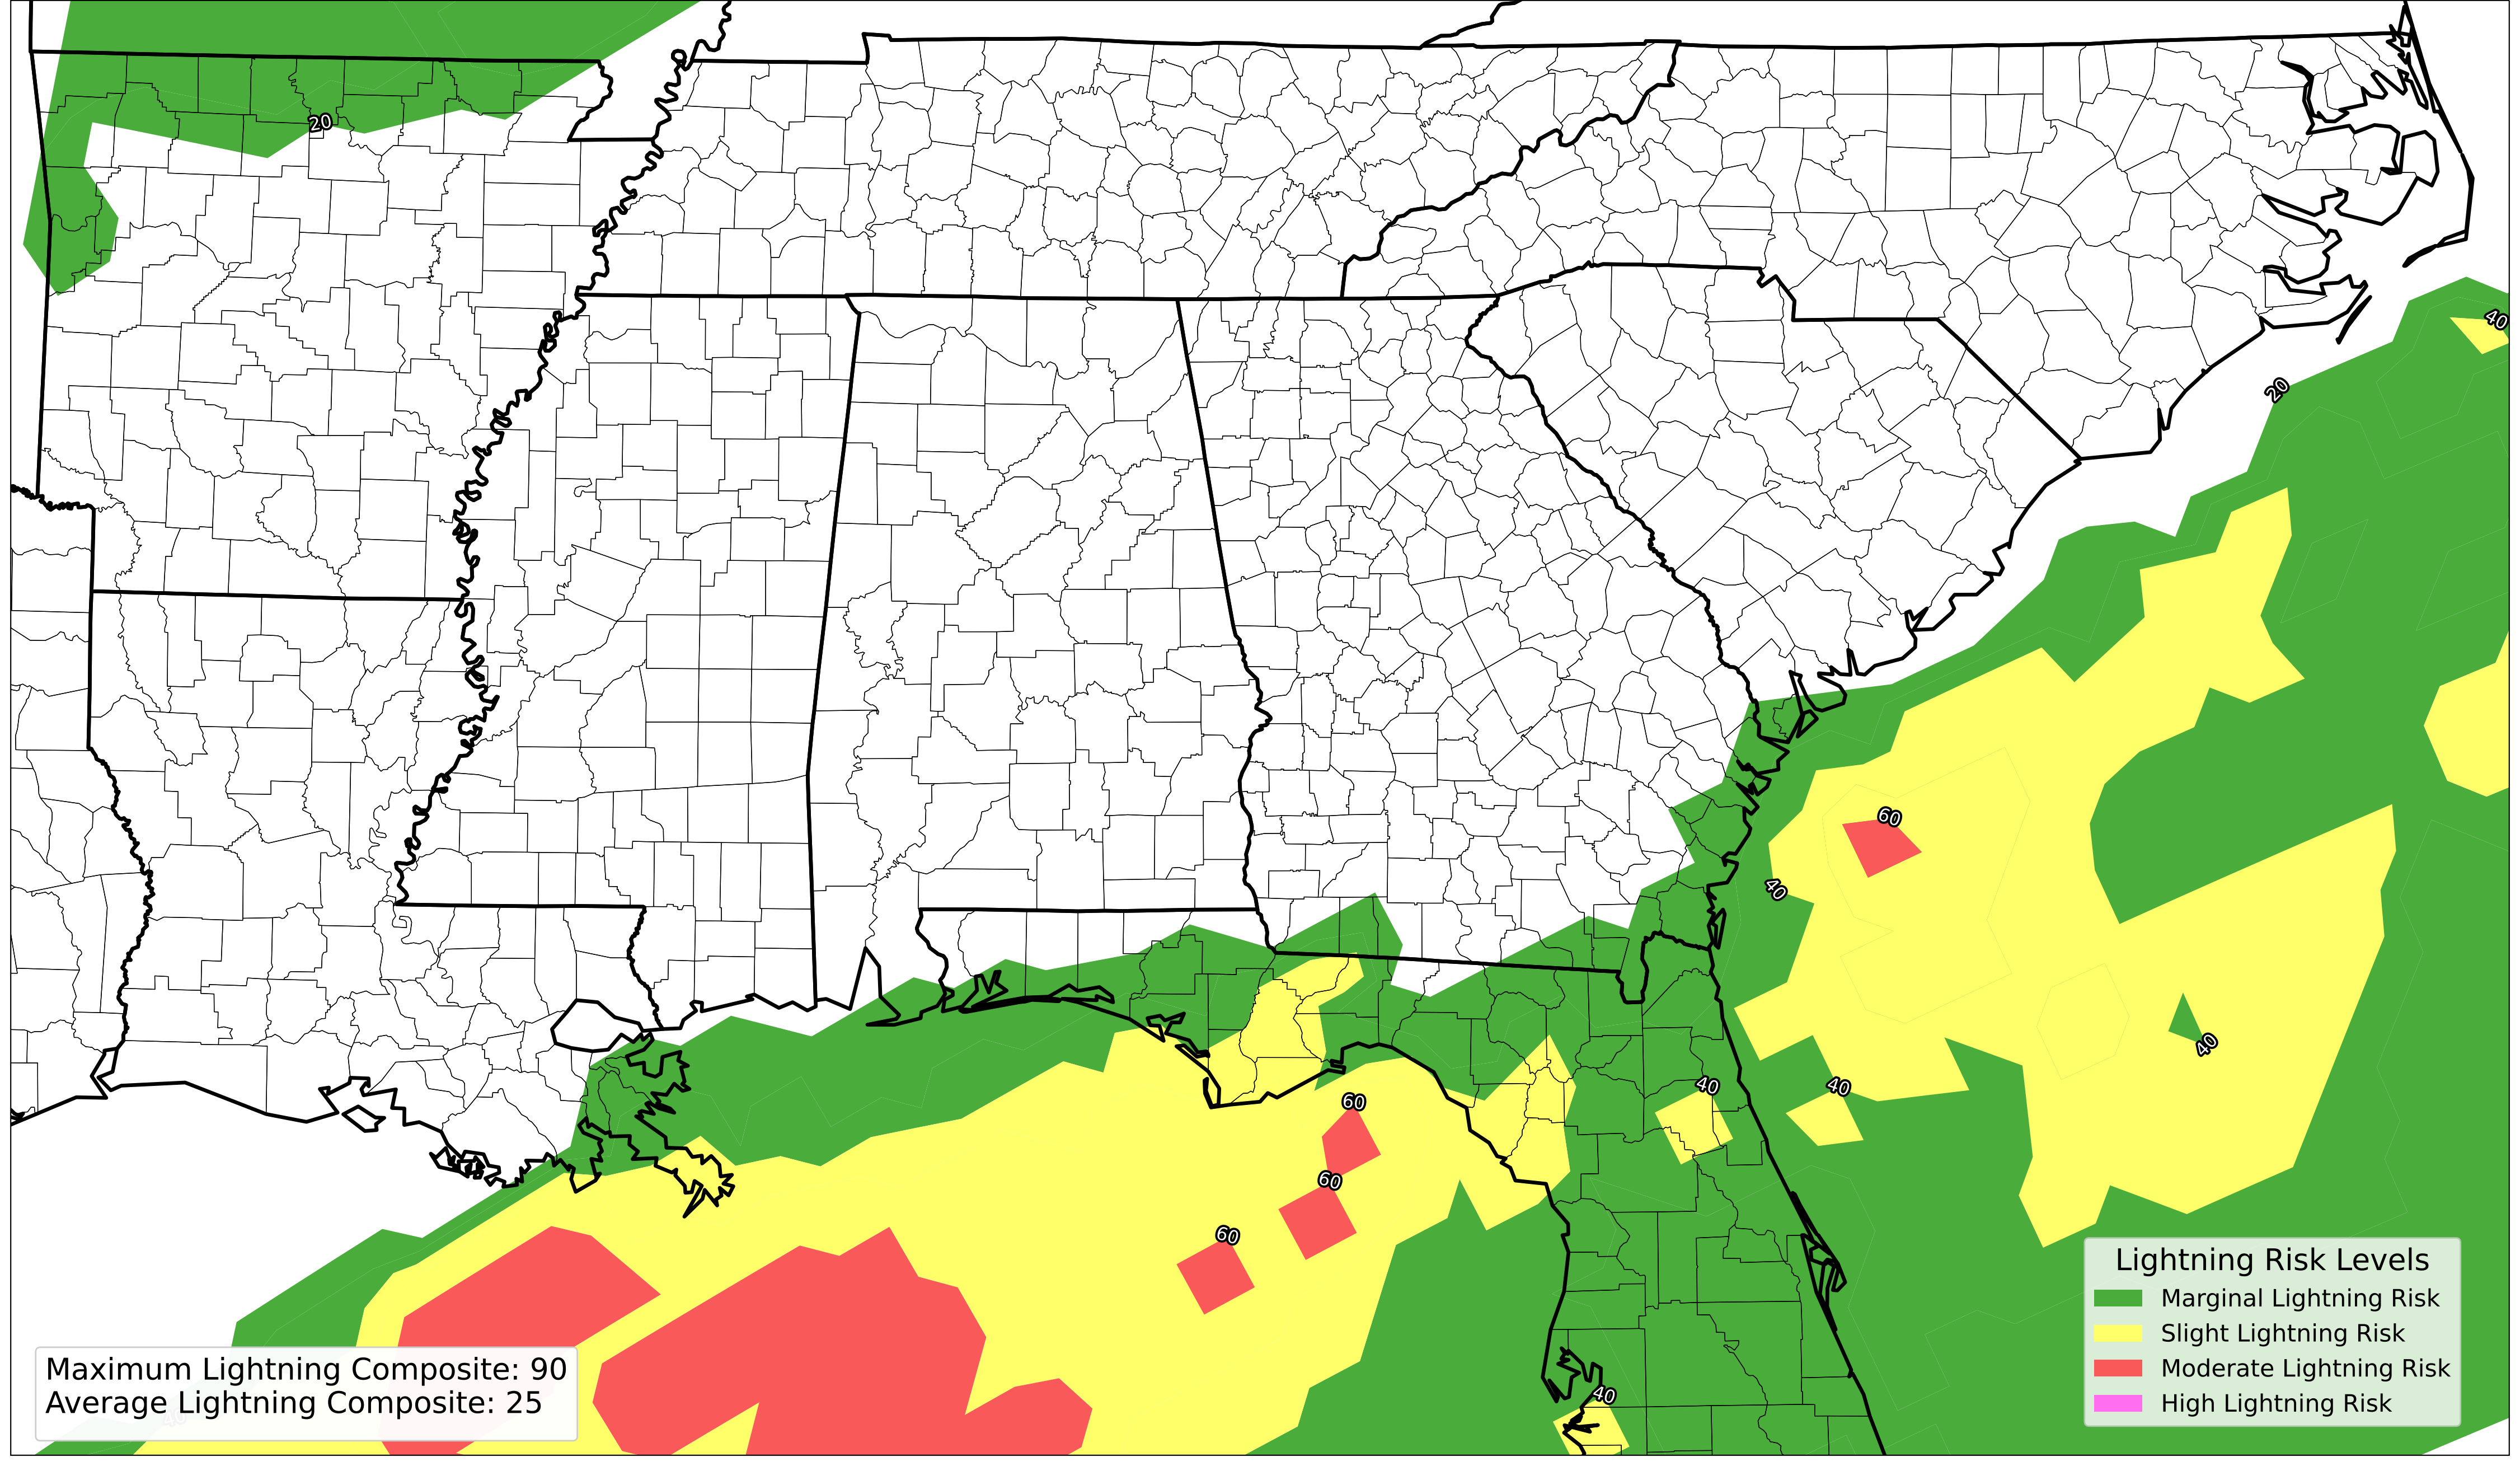 20
40
20
60
40
40
40
40
60
60
60
40
Lightning Risk Levels
Marginal Lightning Risk
Slight Lightning Risk
Moderate Lightning Risk
High Lightning Risk
Maximum Lightning Composite: 90
Average Lightning Composite: 25